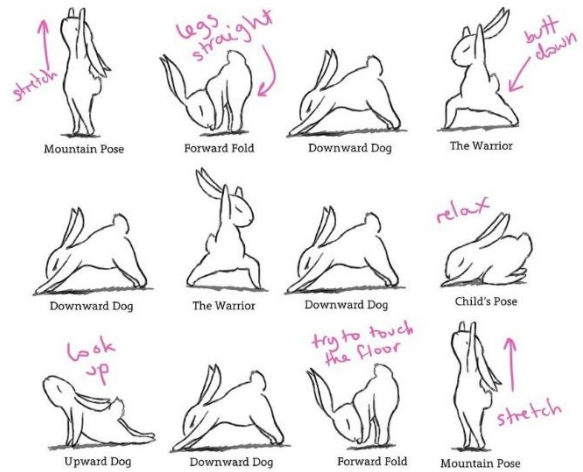 stretch
legs
straight
butt
down
Mountain Pose
Forward Fold
Downward Dog
The Warrior
relax
Downward Dog
The Warrior
Downward Dog
Child's Pose
look
up
try to touch
the floor
stretch
Upward Dog
Downward Dog
Forward Fold
Mountain Pose